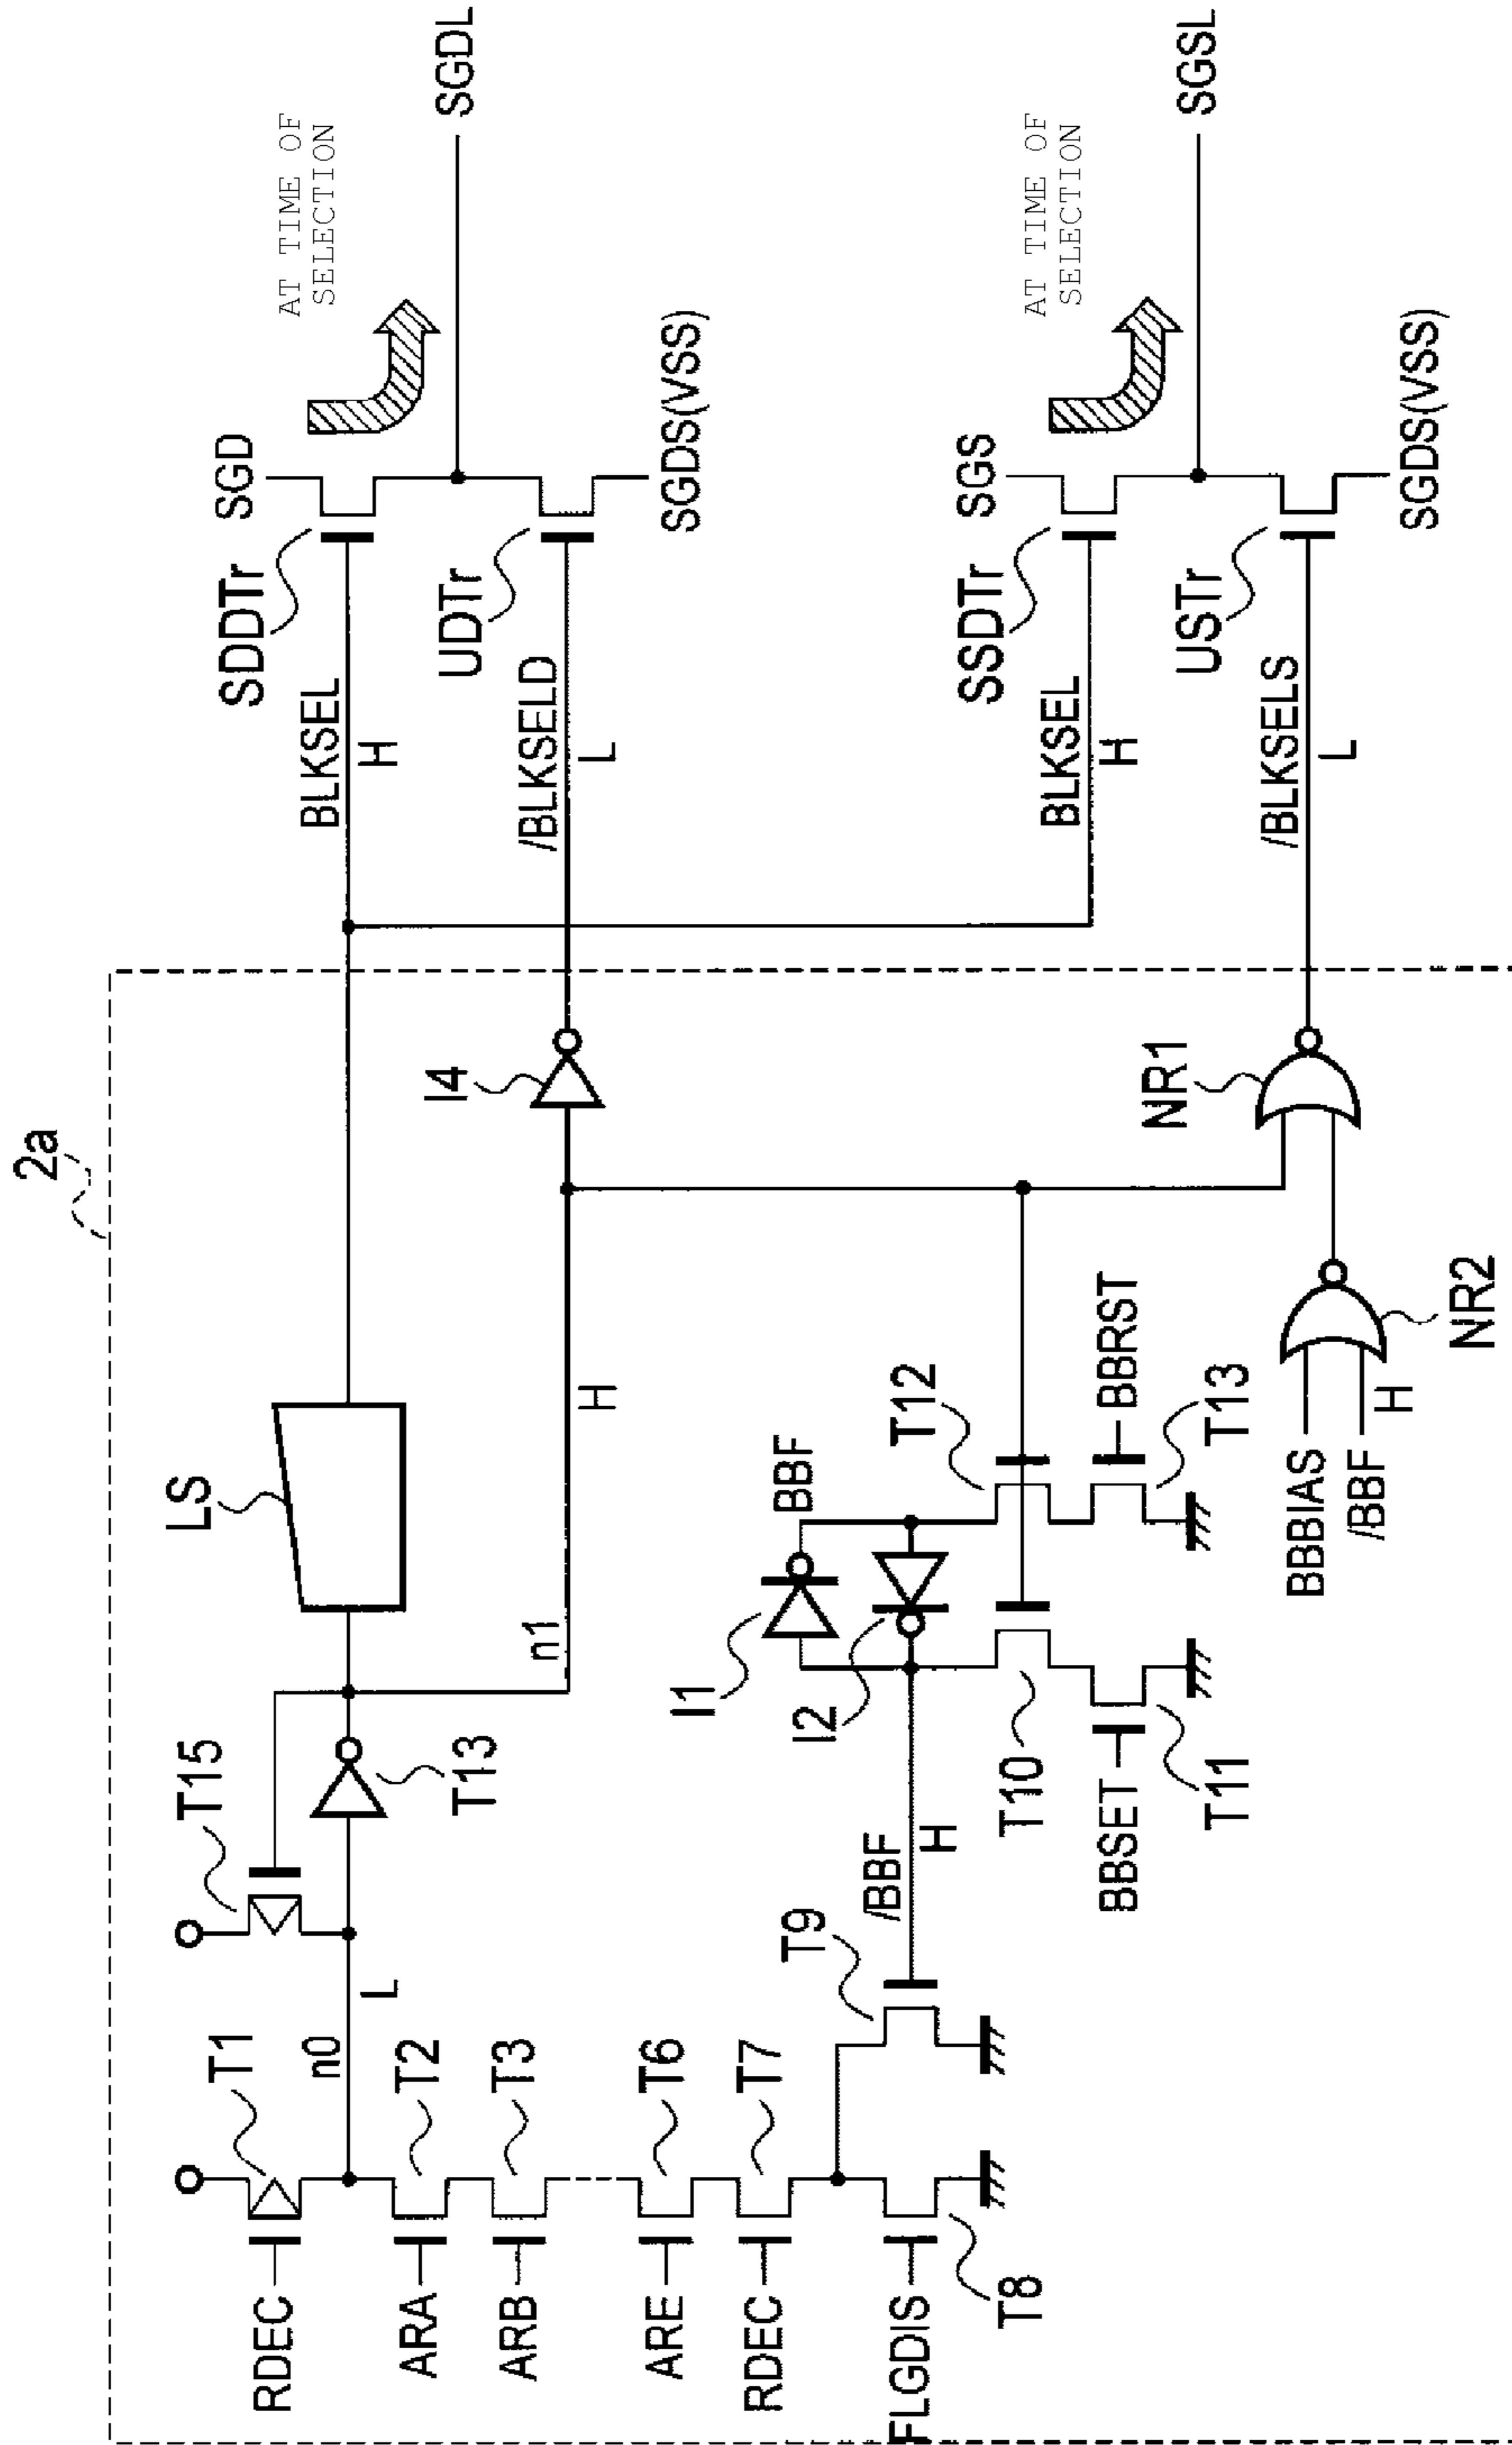 2a
RDEC
T1
n0
L
T15
T13
LS
n1
H
I4
ARA
T2
ARB
T3
ARE
T6
RDEC
T7
FLGDIS
T8
T9
/BBF
H
I1
I2
BBF
T10
T12
BBSET
T11
BBRST
T13
BBBIAS
/BBF
H
NR2
NR1
BLKSEL
H
/BLKSELD
L
BLKSEL
H
/BLKSELS
L
SDDTr
SGD
UDTr
SGDS(VSS)
AT TIME OF
SELECTION
SGDL
SSDTr
SGS
USTr
SGDS(VSS)
AT TIME OF
SELECTION
SGSL